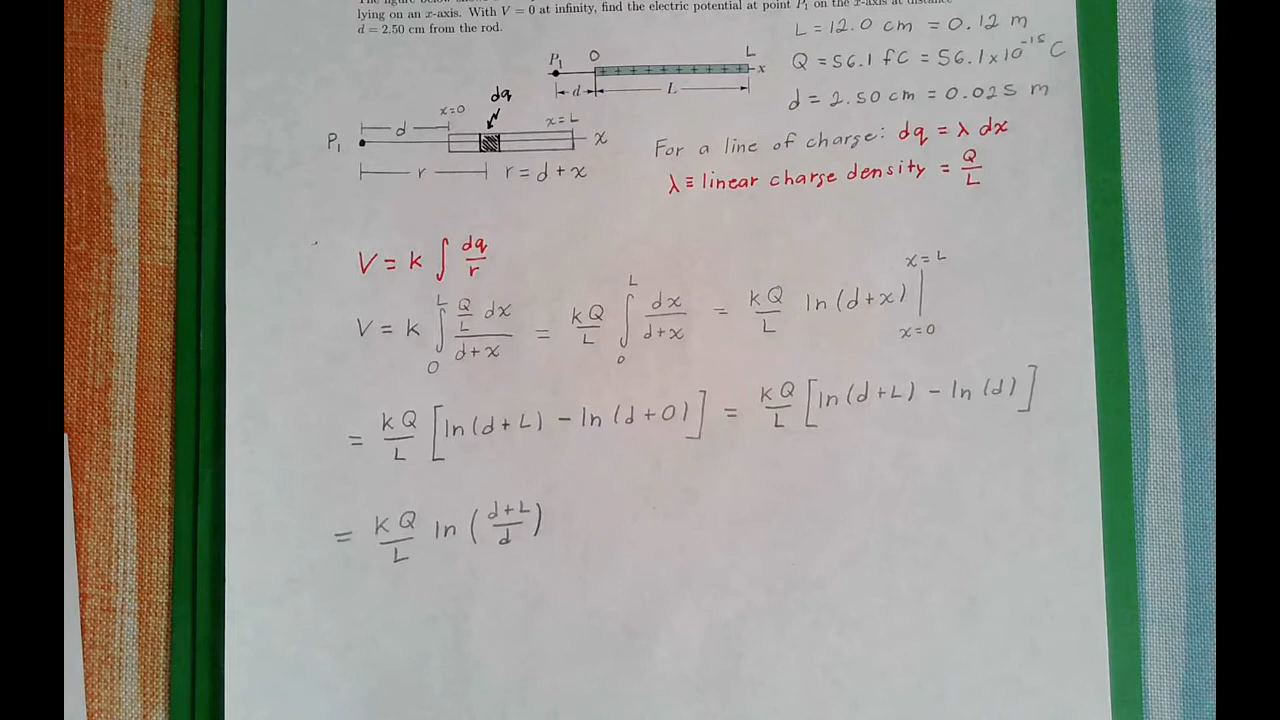 lying on an x-axis. With V = 0 at infinity, find the electric potential at point P₁ on the x-axis at distance
d = 2.50 cm from the rod.
L = 12.0 cm = 0.12 m
Q = 56.1 fC = 56.1 x 10⁻¹⁵ C
d = 2.50 cm = 0.025 m
P₁ O L x
d L
dq
x=0 x=L
P₁ d x
r r = d + x
For a line of charge: dq = λ dx
λ ≡ linear charge density = Q/L
V = k ∫ dq/r
V = k ∫₀ᴸ (Q/L dx)/(d+x) = kQ/L ∫₀ᴸ dx/(d+x) = kQ/L ln(d+x) |x=0 x=L
= kQ/L [ln(d+L) - ln(d+0)] = kQ/L [ln(d+L) - ln(d)]
= kQ/L ln((d+L)/d)